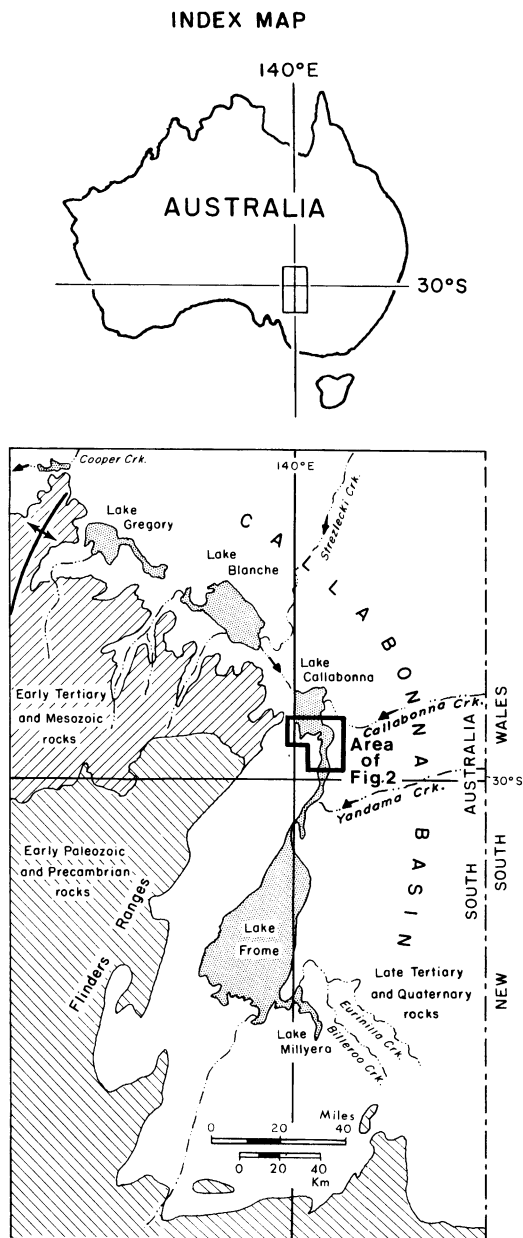 INDEX MAP
140°E
AUSTRALIA
30°S
Cooper Crk.
140°E
Strezlecki Crk.
Lake
Gregory
Lake
Blanche
CALLABONNA BASIN
Lake
Callabonna
Early Tertiary
and Mesozoic
rocks
Callabonna Crk.
Area
of
Fig.2
30°S
Yandama Crk.
SOUTH AUSTRALIA
NEW SOUTH WALES
Early Paleozoic
and Precambrian
rocks
Flinders Ranges
Lake
Frome
Late Tertiary
and Quaternary
rocks
Eurinilla Crk.
Billeroo Crk.
Lake
Millyera
Miles
0 20 40
0 20 40
Km